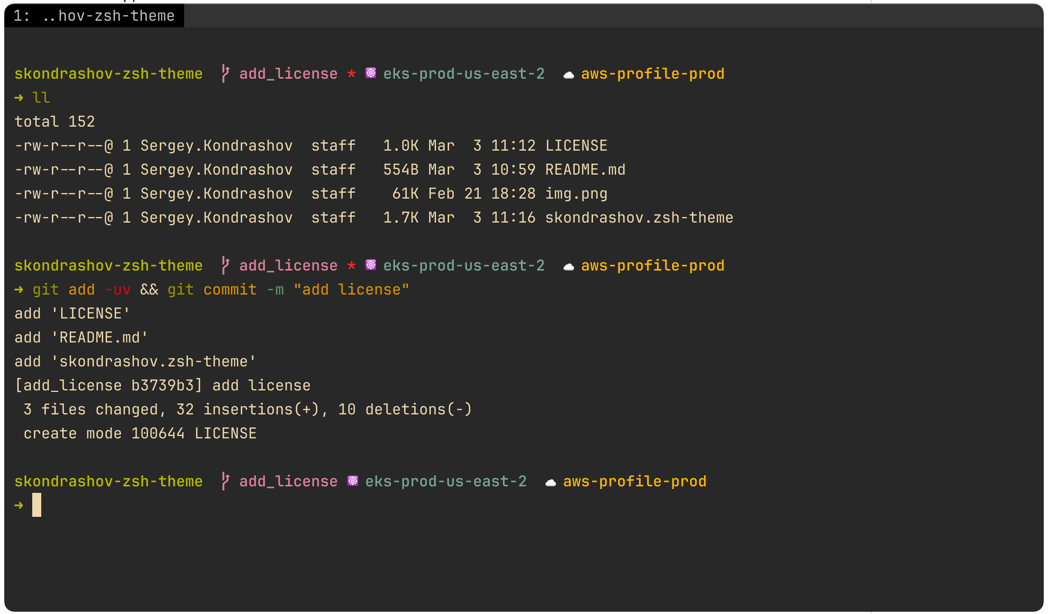 1: ..hov-zsh-theme
skondrashov-zsh-theme add_license * eks-prod-us-east-2 aws-profile-prod
→ ll
total 152
-rw-r--r--@ 1 Sergey.Kondrashov  staff   1.0K Mar  3 11:12 LICENSE
-rw-r--r--@ 1 Sergey.Kondrashov  staff   554B Mar  3 10:59 README.md
-rw-r--r--@ 1 Sergey.Kondrashov  staff    61K Feb 21 18:28 img.png
-rw-r--r--@ 1 Sergey.Kondrashov  staff   1.7K Mar  3 11:16 skondrashov.zsh-theme
skondrashov-zsh-theme add_license * eks-prod-us-east-2 aws-profile-prod
→ git add -uv && git commit -m "add license"
add 'LICENSE'
add 'README.md'
add 'skondrashov.zsh-theme'
[add_license b3739b3] add license
 3 files changed, 32 insertions(+), 10 deletions(-)
 create mode 100644 LICENSE
skondrashov-zsh-theme add_license eks-prod-us-east-2 aws-profile-prod
→